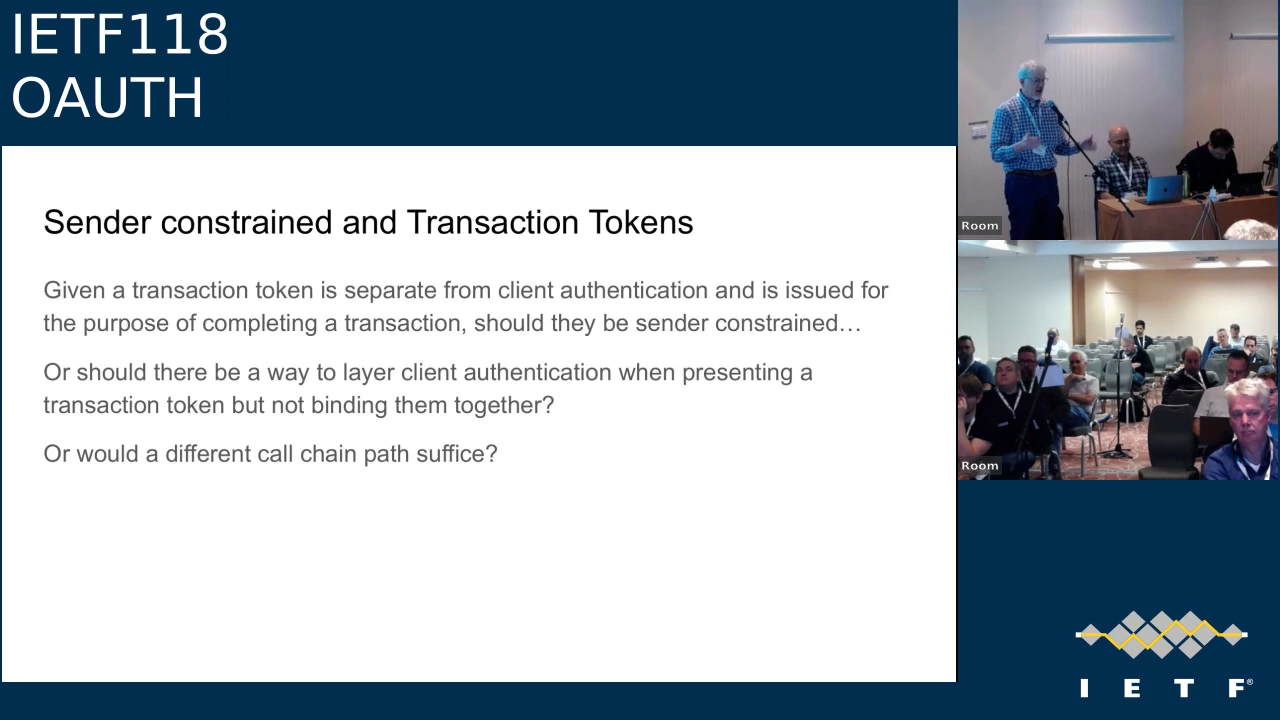 IETF118
OAUTH
Sender constrained and Transaction Tokens
Given a transaction token is separate from client authentication and is issued for
the purpose of completing a transaction, should they be sender constrained…
Or should there be a way to layer client authentication when presenting a
transaction token but not binding them together?
Or would a different call chain path suffice?
Room
Room
I E T F®